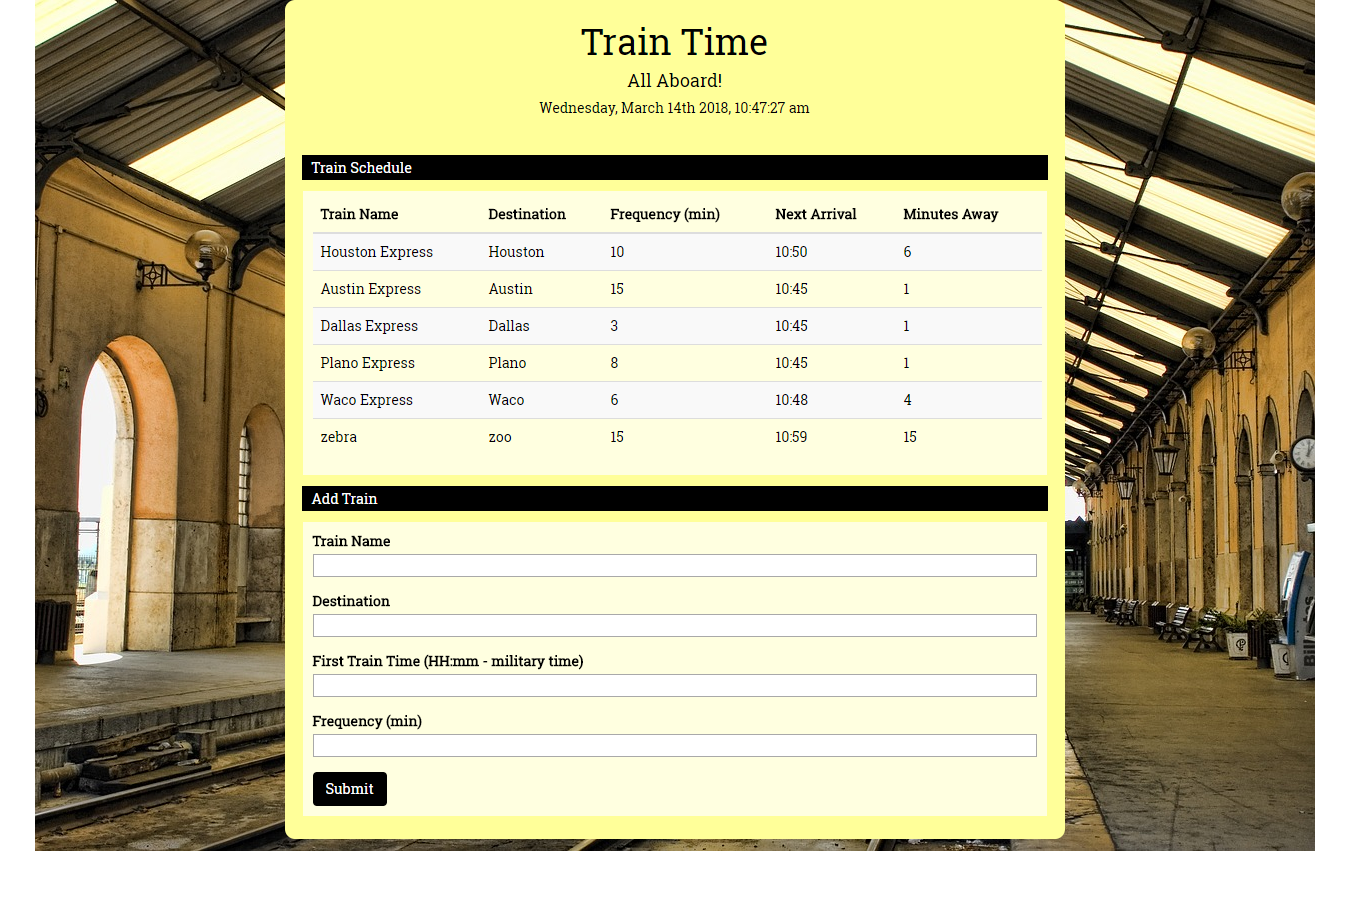 Train Time
All Aboard!
Wednesday, March 14th 2018, 10:47:27 am
Train Schedule
Train Name Destination Frequency (min) Next Arrival Minutes Away
Houston Express Houston 10 10:50 6
Austin Express Austin 15 10:45 1
Dallas Express Dallas 3 10:45 1
Plano Express Plano 8 10:45 1
Waco Express Waco 6 10:48 4
zebra zoo 15 10:59 15
Add Train
Train Name
Destination
First Train Time (HH:mm - military time)
Frequency (min)
Submit